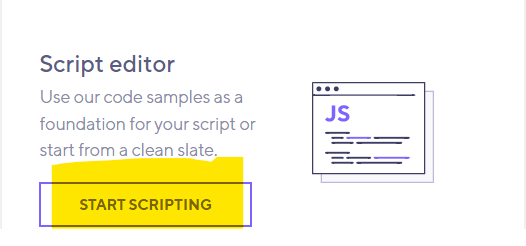 Script editor
Use our code samples as a
foundation for your script or
start from a clean slate.
JS
START SCRIPTING